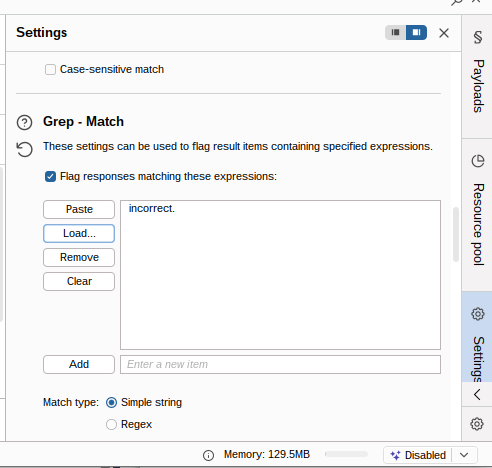 Settings
Case-sensitive match
Grep - Match
These settings can be used to flag result items containing specified expressions.
Flag responses matching these expressions:
Paste
incorrect.
Load...
Remove
Clear
Add
Enter a new item
Match type:
Simple string
Regex
Memory: 129.5MB
Disabled
Payloads
Resource pool
Settings